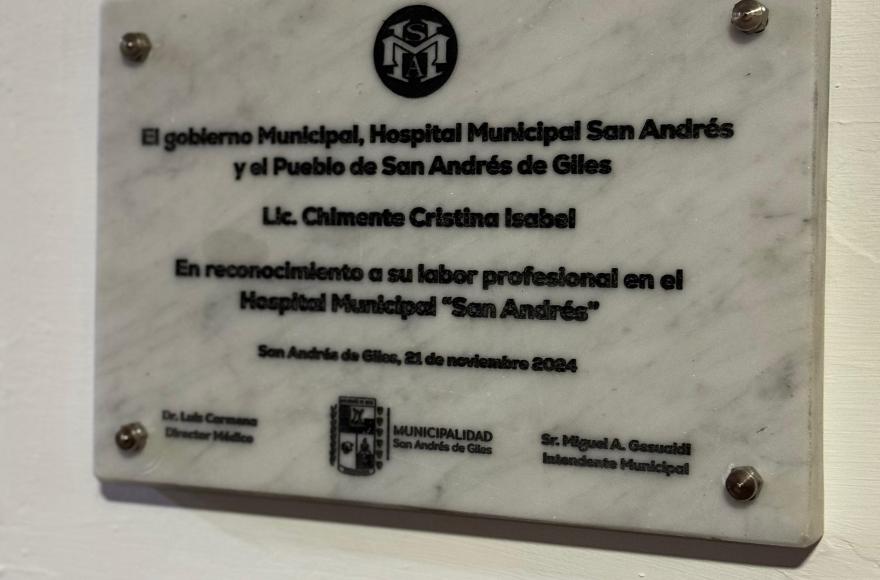 HSM
A
El gobierno Municipal, Hospital Municipal San Andrés
y el Pueblo de San Andrés de Giles
Lic. Chimente Cristina Isabel
En reconocimiento a su labor profesional en el
Hospital Municipal “San Andrés”
San Andrés de Giles, 21 de noviembre 2024
Dr. Luis Carmona
Director Médico
MUNICIPALIDAD
San Andrés de Giles
Sr. Miguel A. Gesualdi
Intendente Municipal